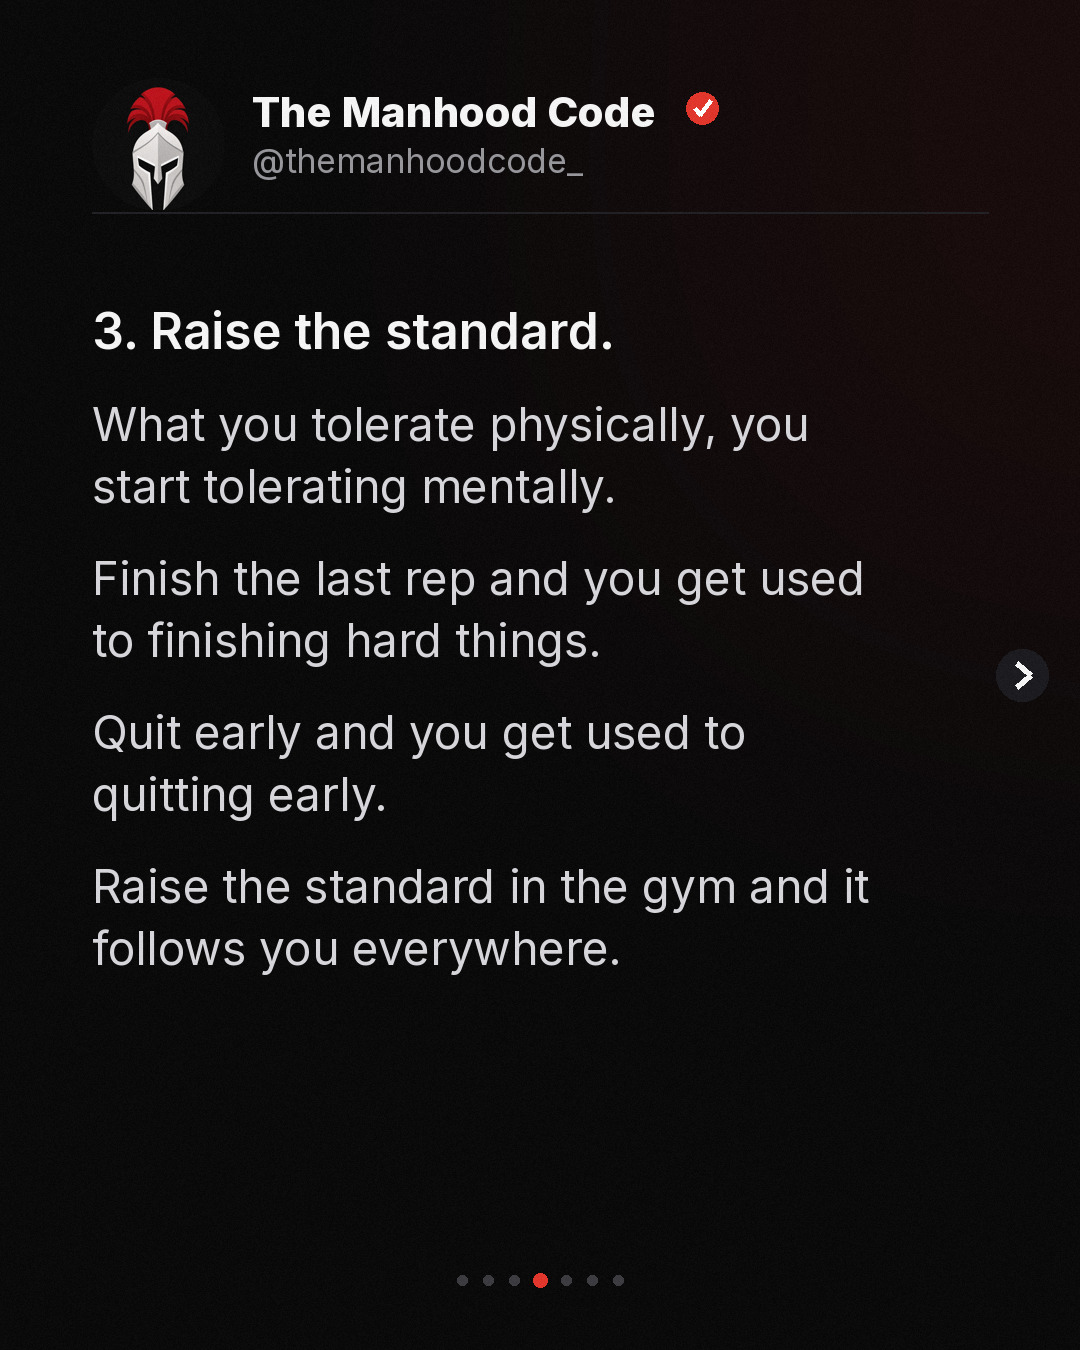 The Manhood Code
@themanhoodcode_
3. Raise the standard.
What you tolerate physically, you
start tolerating mentally.
Finish the last rep and you get used
to finishing hard things.
Quit early and you get used to
quitting early.
Raise the standard in the gym and it
follows you everywhere.